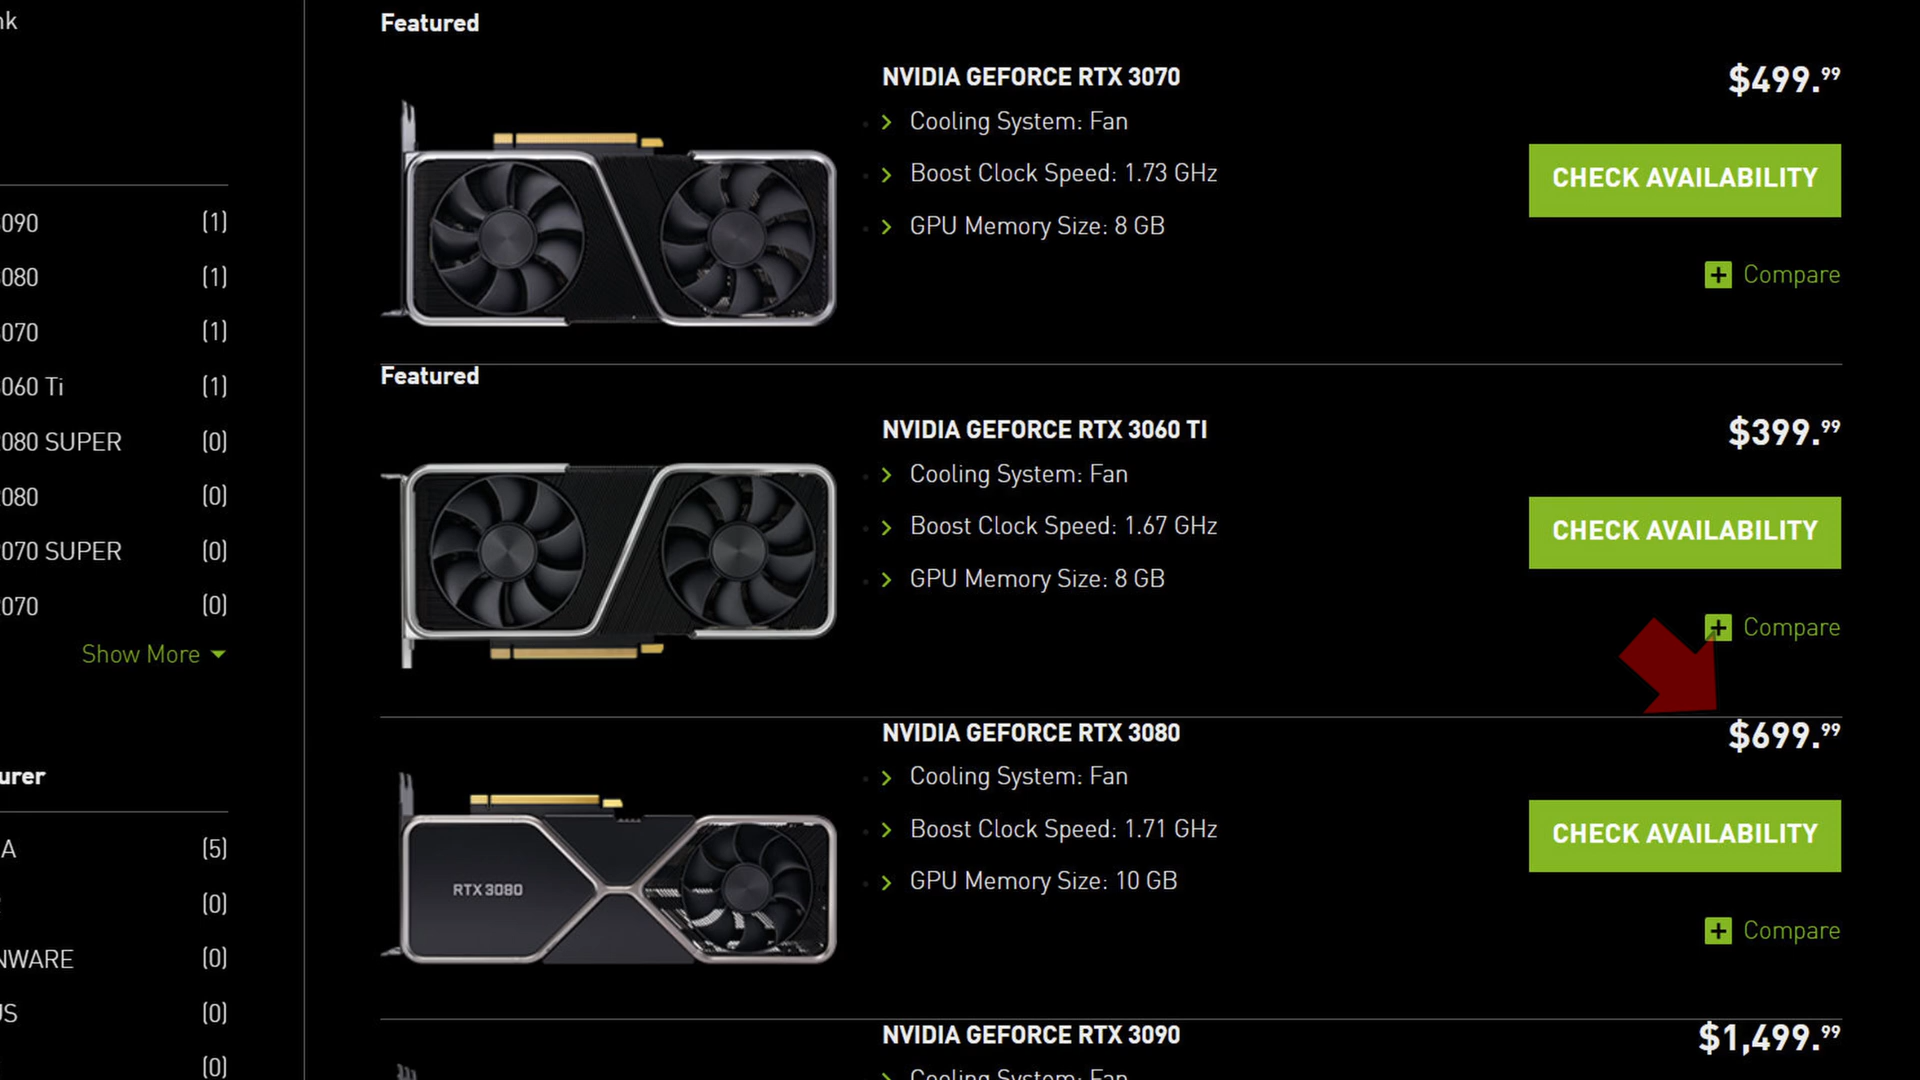 nk
090 (1)
080 (1)
070 (1)
060 Ti (1)
080 SUPER (0)
080 (0)
070 SUPER (0)
070 (0)
Show More
urer
A (5)
(0)
NWARE (0)
US (0)
(0)
Featured
NVIDIA GEFORCE RTX 3070
$499.99
Cooling System: Fan
Boost Clock Speed: 1.73 GHz
GPU Memory Size: 8 GB
CHECK AVAILABILITY
Compare
Featured
NVIDIA GEFORCE RTX 3060 TI
$399.99
Cooling System: Fan
Boost Clock Speed: 1.67 GHz
GPU Memory Size: 8 GB
CHECK AVAILABILITY
Compare
NVIDIA GEFORCE RTX 3080
$699.99
RTX 3080
Cooling System: Fan
Boost Clock Speed: 1.71 GHz
GPU Memory Size: 10 GB
CHECK AVAILABILITY
Compare
NVIDIA GEFORCE RTX 3090
$1,499.99
Cooling System: Fan